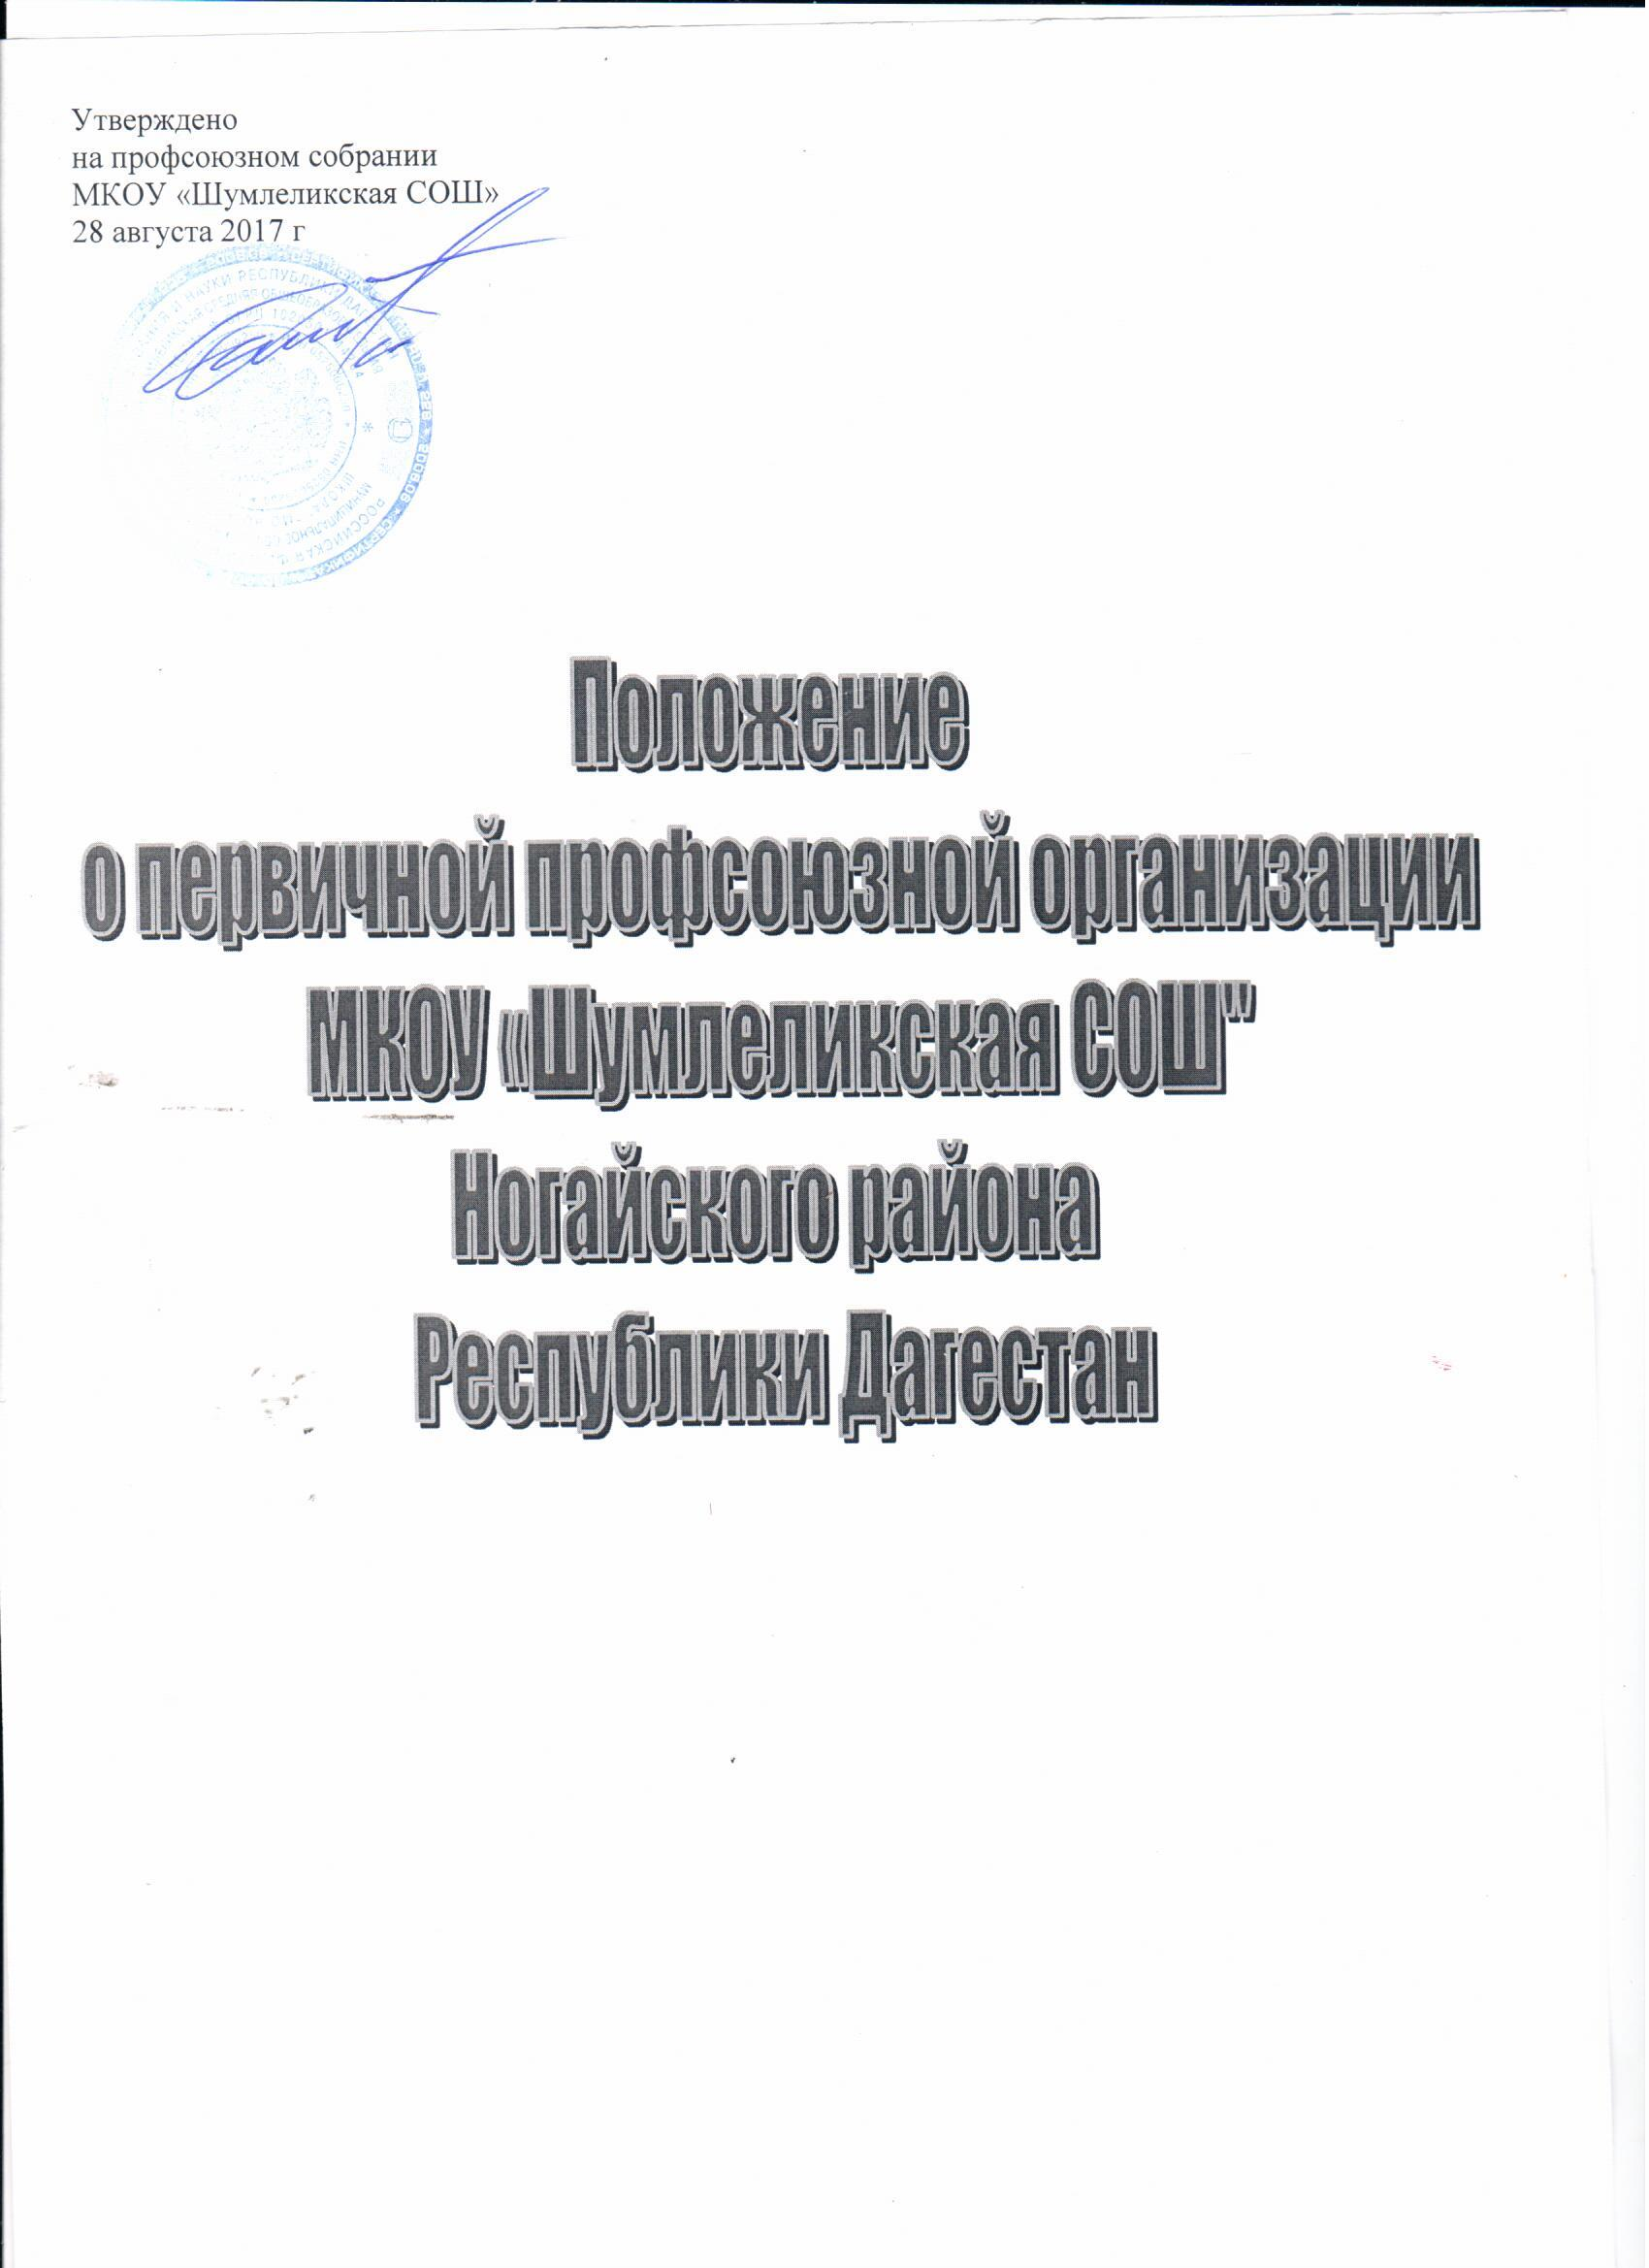 Утверждено
на профсоюзном собрании
МКОУ «Шумлеликская СОШ»
28 августа 2017 г
Положение
о первичной профсоюзной организации
МКОУ «Шумлеликская СОШ"
Ногайского района
Республики Дагестан